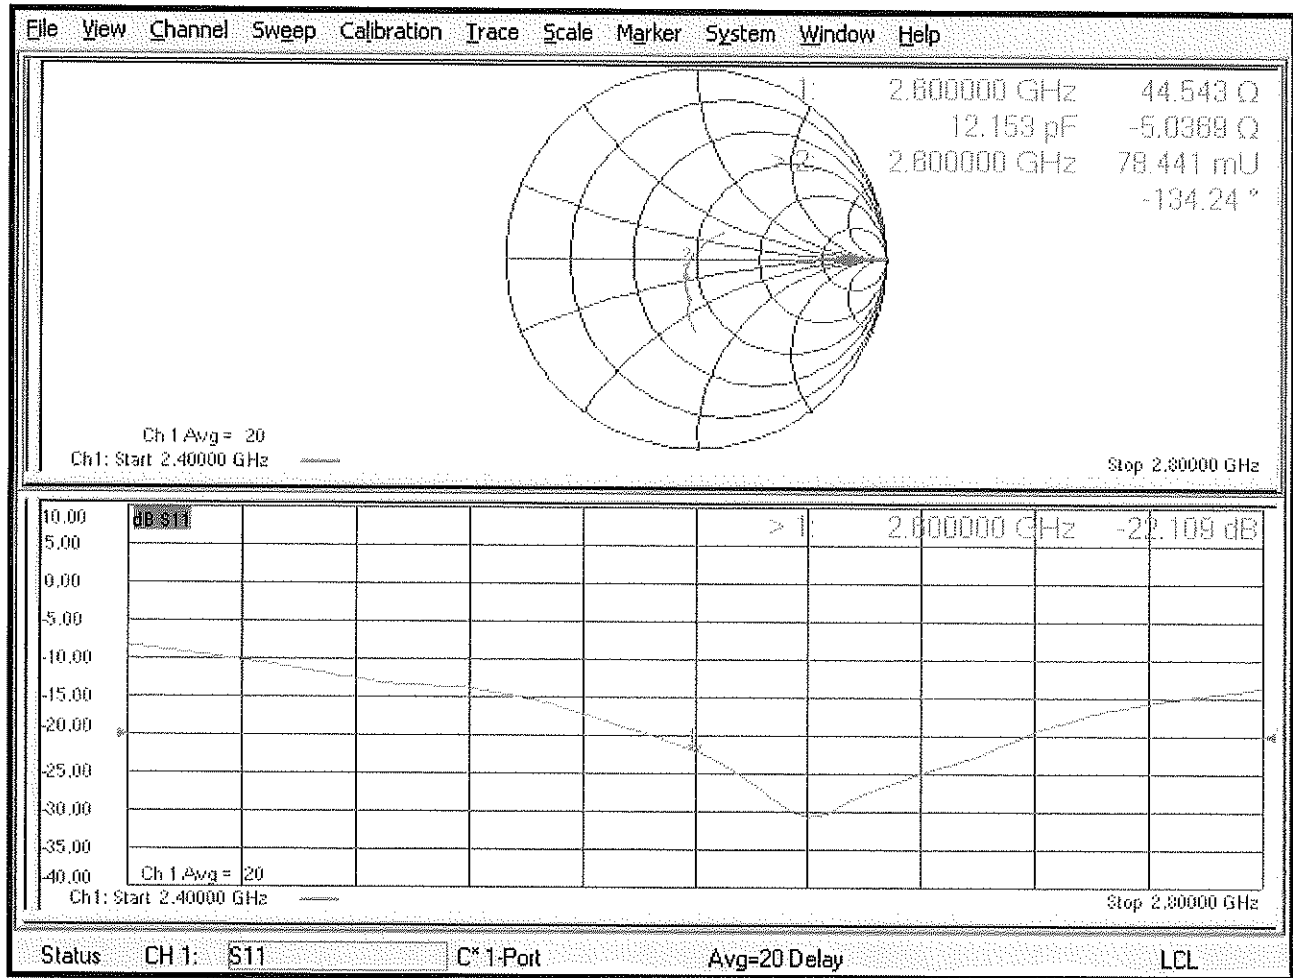 File View Channel Sweep Calibration Trace Scale Marker System Window Help
1: 2.600000 GHz 44.543 Ω
12.153 pF -5.0369 Ω
>2: 2.600000 GHz 78.441 mU
-134.24 °
2
Ch 1 Avg = 20
Ch1: Start 2.40000 GHz
Stop 2.80000 GHz
10.00
dB S11
> 1: 2.600000 GHz -22.109 dB
5.00
0.00
-5.00
-10.00
-15.00
-20.00
1
-25.00
-30.00
-35.00
-40.00
Ch 1 Avg = 20
Ch1: Start 2.40000 GHz
Stop 2.80000 GHz
Status CH 1: S11 C* 1-Port Avg=20 Delay LCL